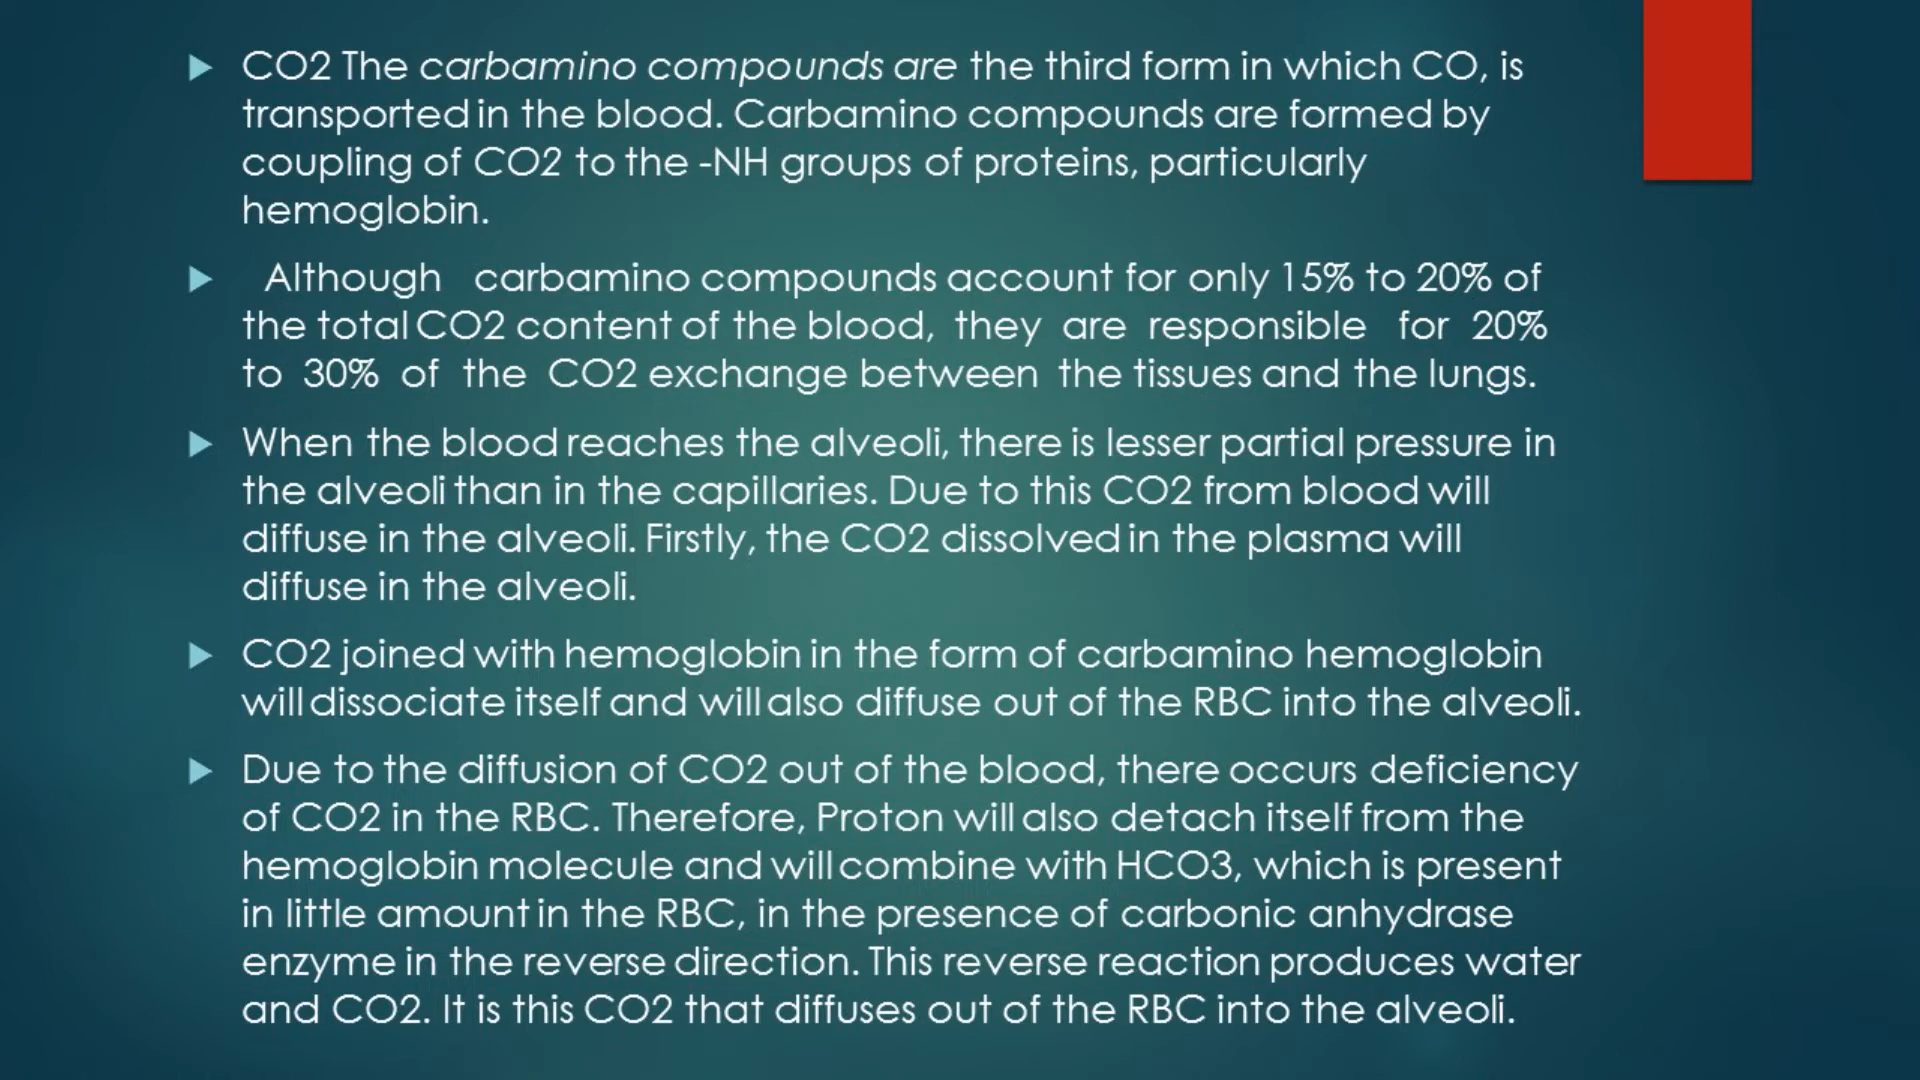 CO2 The carbamino compounds are the third form in which CO, is
transported in the blood. Carbamino compounds are formed by
coupling of CO2 to the -NH groups of proteins, particularly
hemoglobin.
Although carbamino compounds account for only 15% to 20% of
the total CO2 content of the blood, they are responsible for 20%
to 30% of the CO2 exchange between the tissues and the lungs.
When the blood reaches the alveoli, there is lesser partial pressure in
the alveoli than in the capillaries. Due to this CO2 from blood will
diffuse in the alveoli. Firstly, the CO2 dissolved in the plasma will
diffuse in the alveoli.
CO2 joined with hemoglobin in the form of carbamino hemoglobin
will dissociate itself and will also diffuse out of the RBC into the alveoli.
Due to the diffusion of CO2 out of the blood, there occurs deficiency
of CO2 in the RBC. Therefore, Proton will also detach itself from the
hemoglobin molecule and will combine with HCO3, which is present
in little amount in the RBC, in the presence of carbonic anhydrase
enzyme in the reverse direction. This reverse reaction produces water
and CO2. It is this CO2 that diffuses out of the RBC into the alveoli.